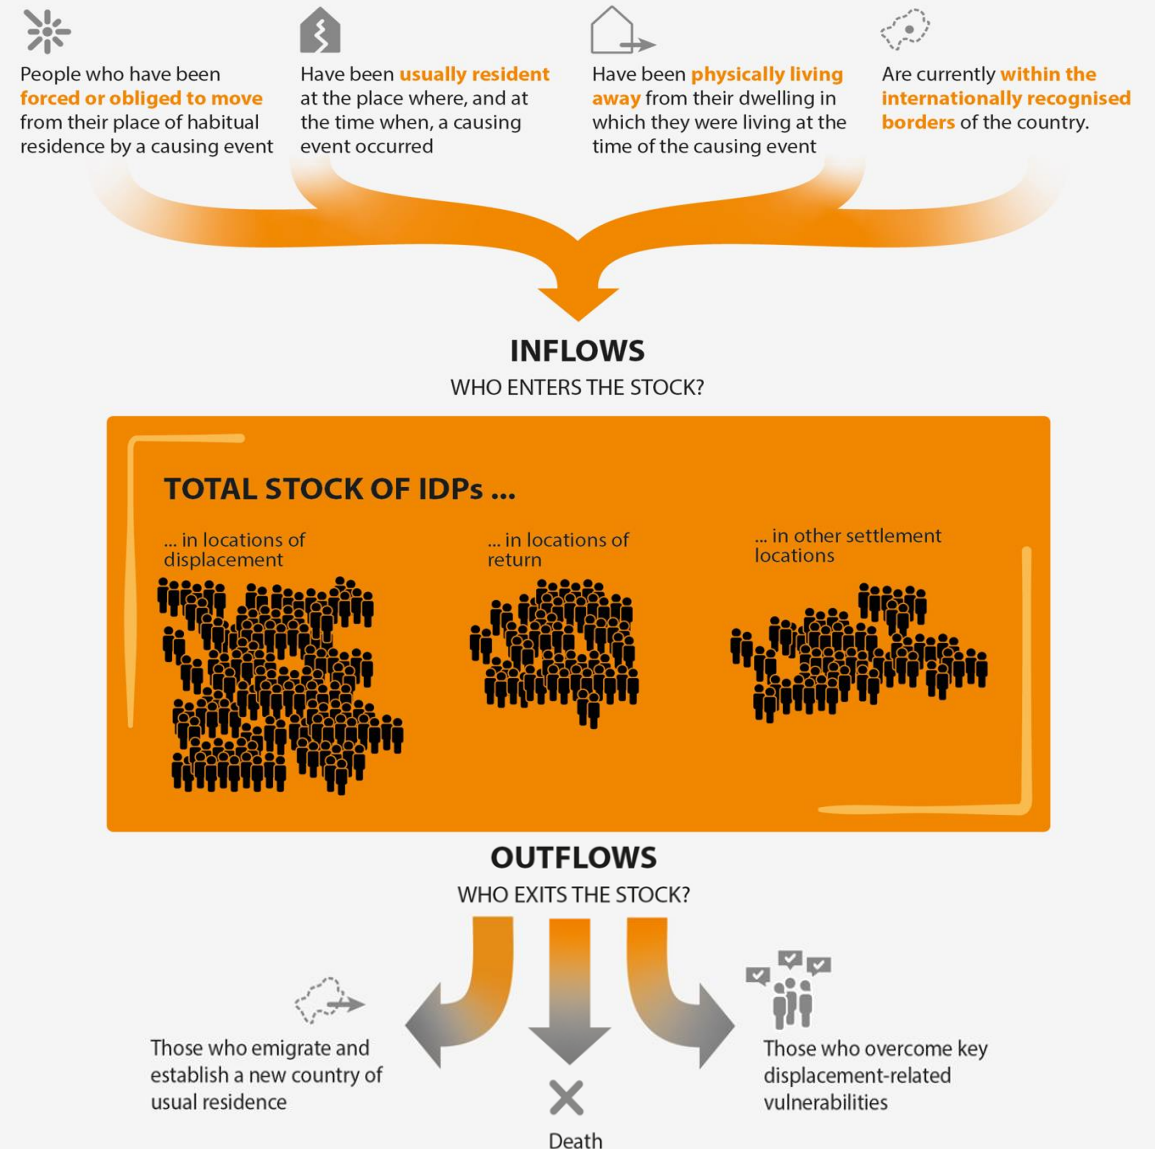 People who have been
forced or obliged to move
from their place of habitual
residence by a causing event
Have been usually resident
at the place where, and at
the time when, a causing
event occurred
Have been physically living
away from their dwelling in
which they were living at the
time of the causing event
Are currently within the
internationally recognised
borders of the country.
INFLOWS
WHO ENTERS THE STOCK?
TOTAL STOCK OF IDPs ...
... in locations of
displacement
... in locations of
return
... in other settlement
locations
OUTFLOWS
WHO EXITS THE STOCK?
Those who emigrate and
establish a new country of
usual residence
Death
Those who overcome key
displacement-related
vulnerabilities